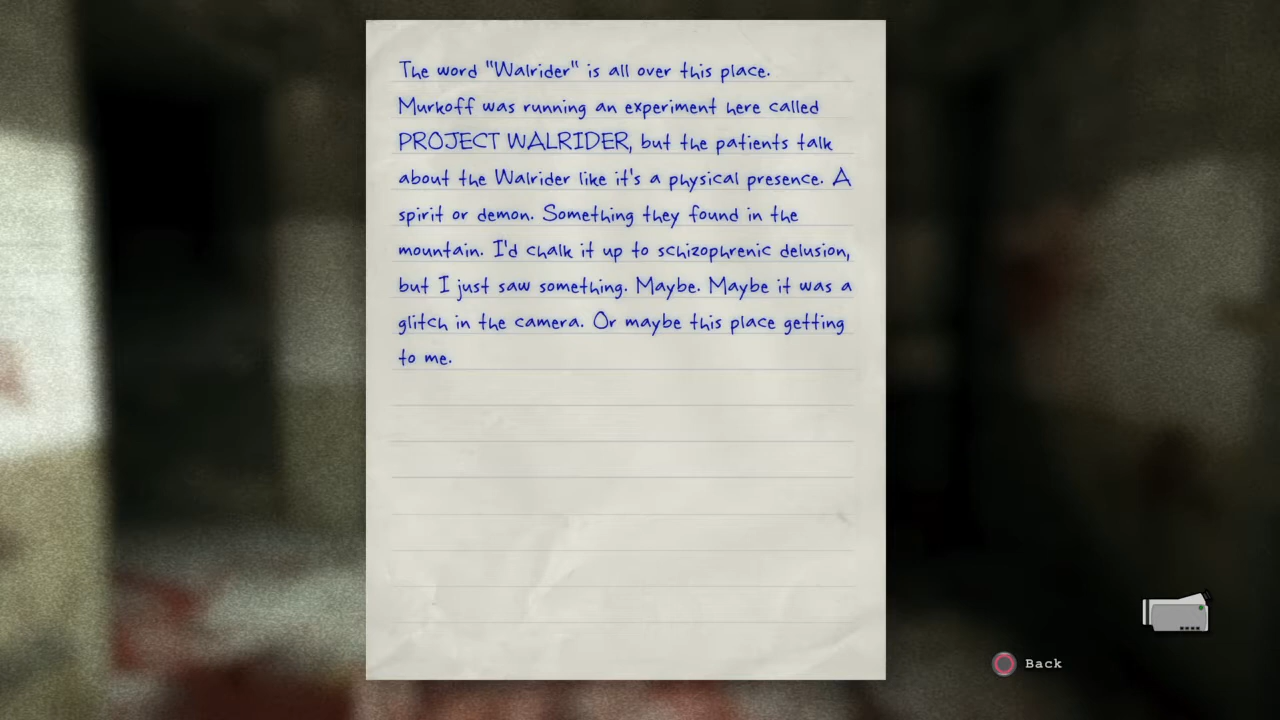 The word "Walrider" is all over this place.
Murkoff was running an experiment here called
PROJECT WALRIDER, but the patients talk
about the Walrider like it's a physical presence. A
spirit or demon. Something they found in the
mountain. I'd chalk it up to schizophrenic delusion,
but I just saw something. Maybe. Maybe it was a
glitch in the camera. Or maybe this place getting
to me.
Back